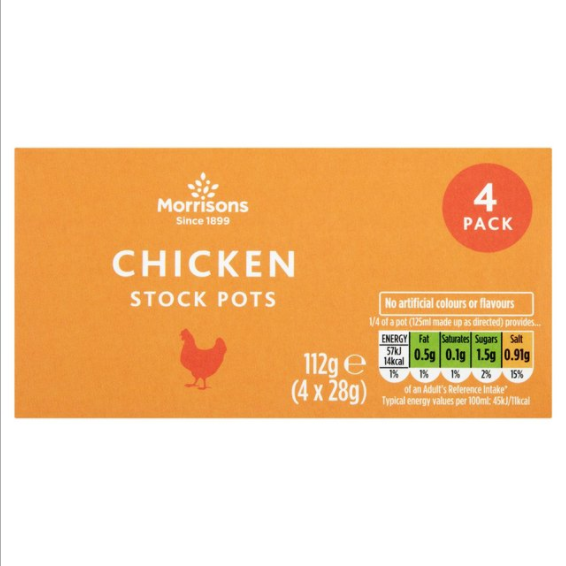 Morrisons
Since 1899
4
PACK
CHICKEN
STOCK POTS
No artificial colours or flavours
1/4 of a pot (125ml made up as directed) provides...
ENERGY Fat Saturates Sugars Salt
57kJ
14kcal 0.5g 0.1g 1.5g 0.91g
1% 1% 1% 2% 15%
of an Adult's Reference Intake*
Typical energy values per 100ml: 45kJ/11kcal
112g e
(4 x 28g)